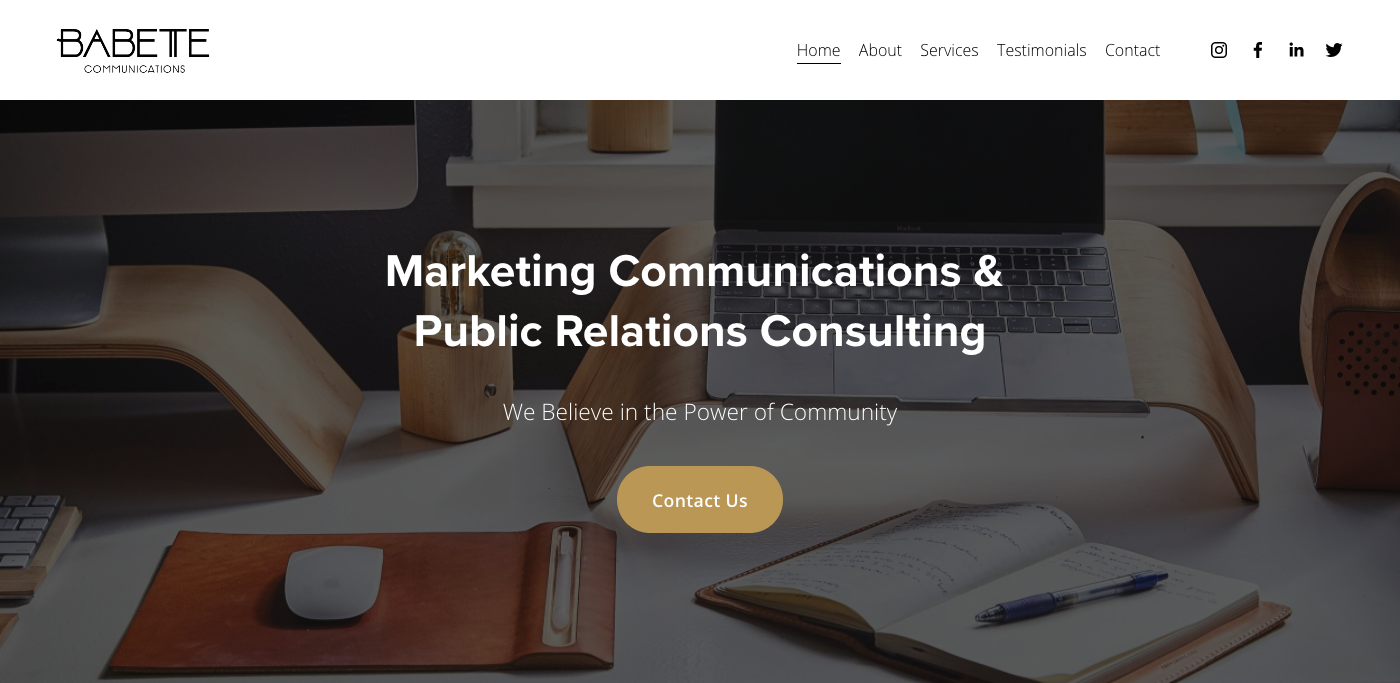 BABETTE
COMMUNICATIONS
Home About Services Testimonials Contact
Marketing Communications &
Public Relations Consulting
We Believe in the Power of Community
Contact Us